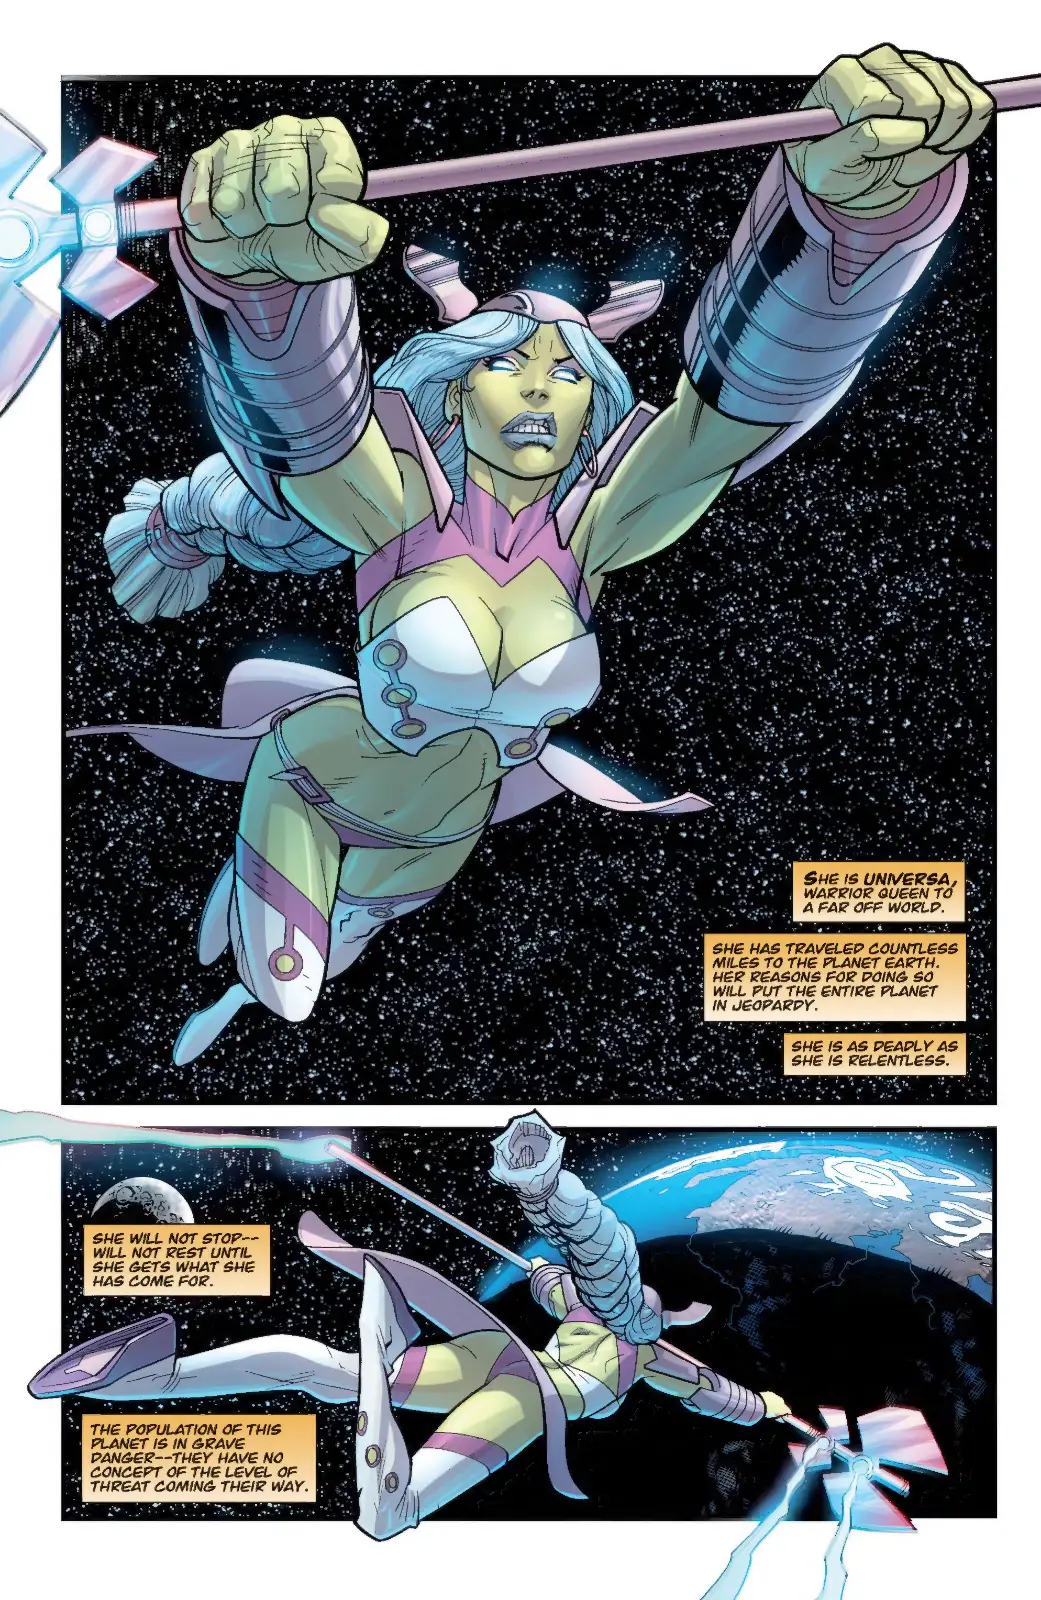 SHE IS UNIVERSA,
WARRIOR QUEEN TO
A FAR OFF WORLD.
SHE HAS TRAVELED COUNTLESS
MILES TO THE PLANET EARTH.
HER REASONS FOR DOING SO
WILL PUT THE ENTIRE PLANET
IN JEOPARDY.
SHE IS AS DEADLY AS
SHE IS RELENTLESS.
SHE WILL NOT STOP--
WILL NOT REST UNTIL
SHE GETS WHAT SHE
HAS COME FOR.
THE POPULATION OF THIS
PLANET IS IN GRAVE
DANGER--THEY HAVE NO
CONCEPT OF THE LEVEL OF
THREAT COMING THEIR WAY.